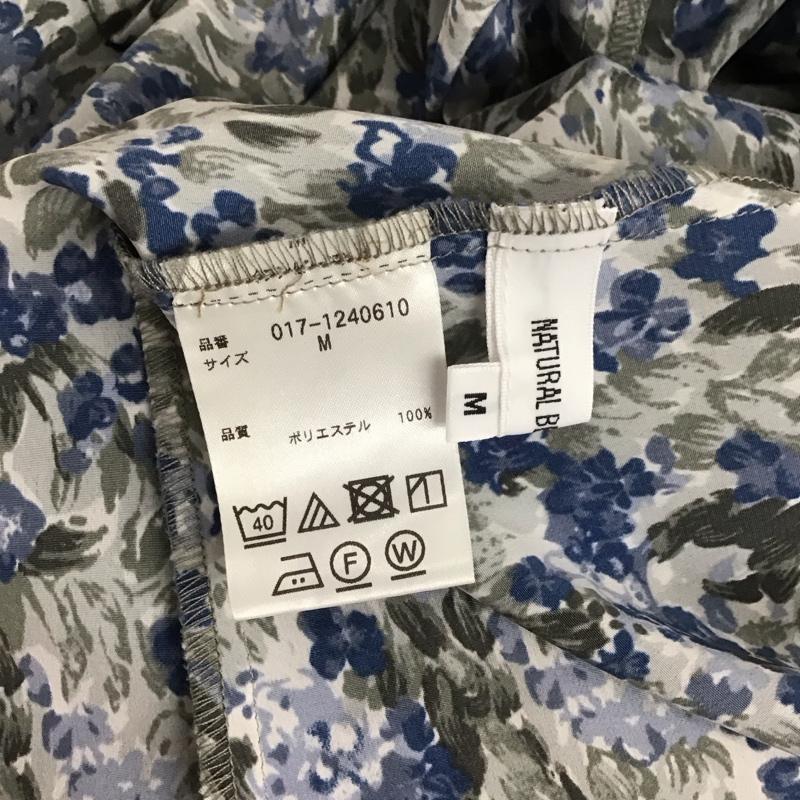 品番 017-1240610
サイズ M
品質 ポリエステル 100%
40
F W
NATURAL B
M